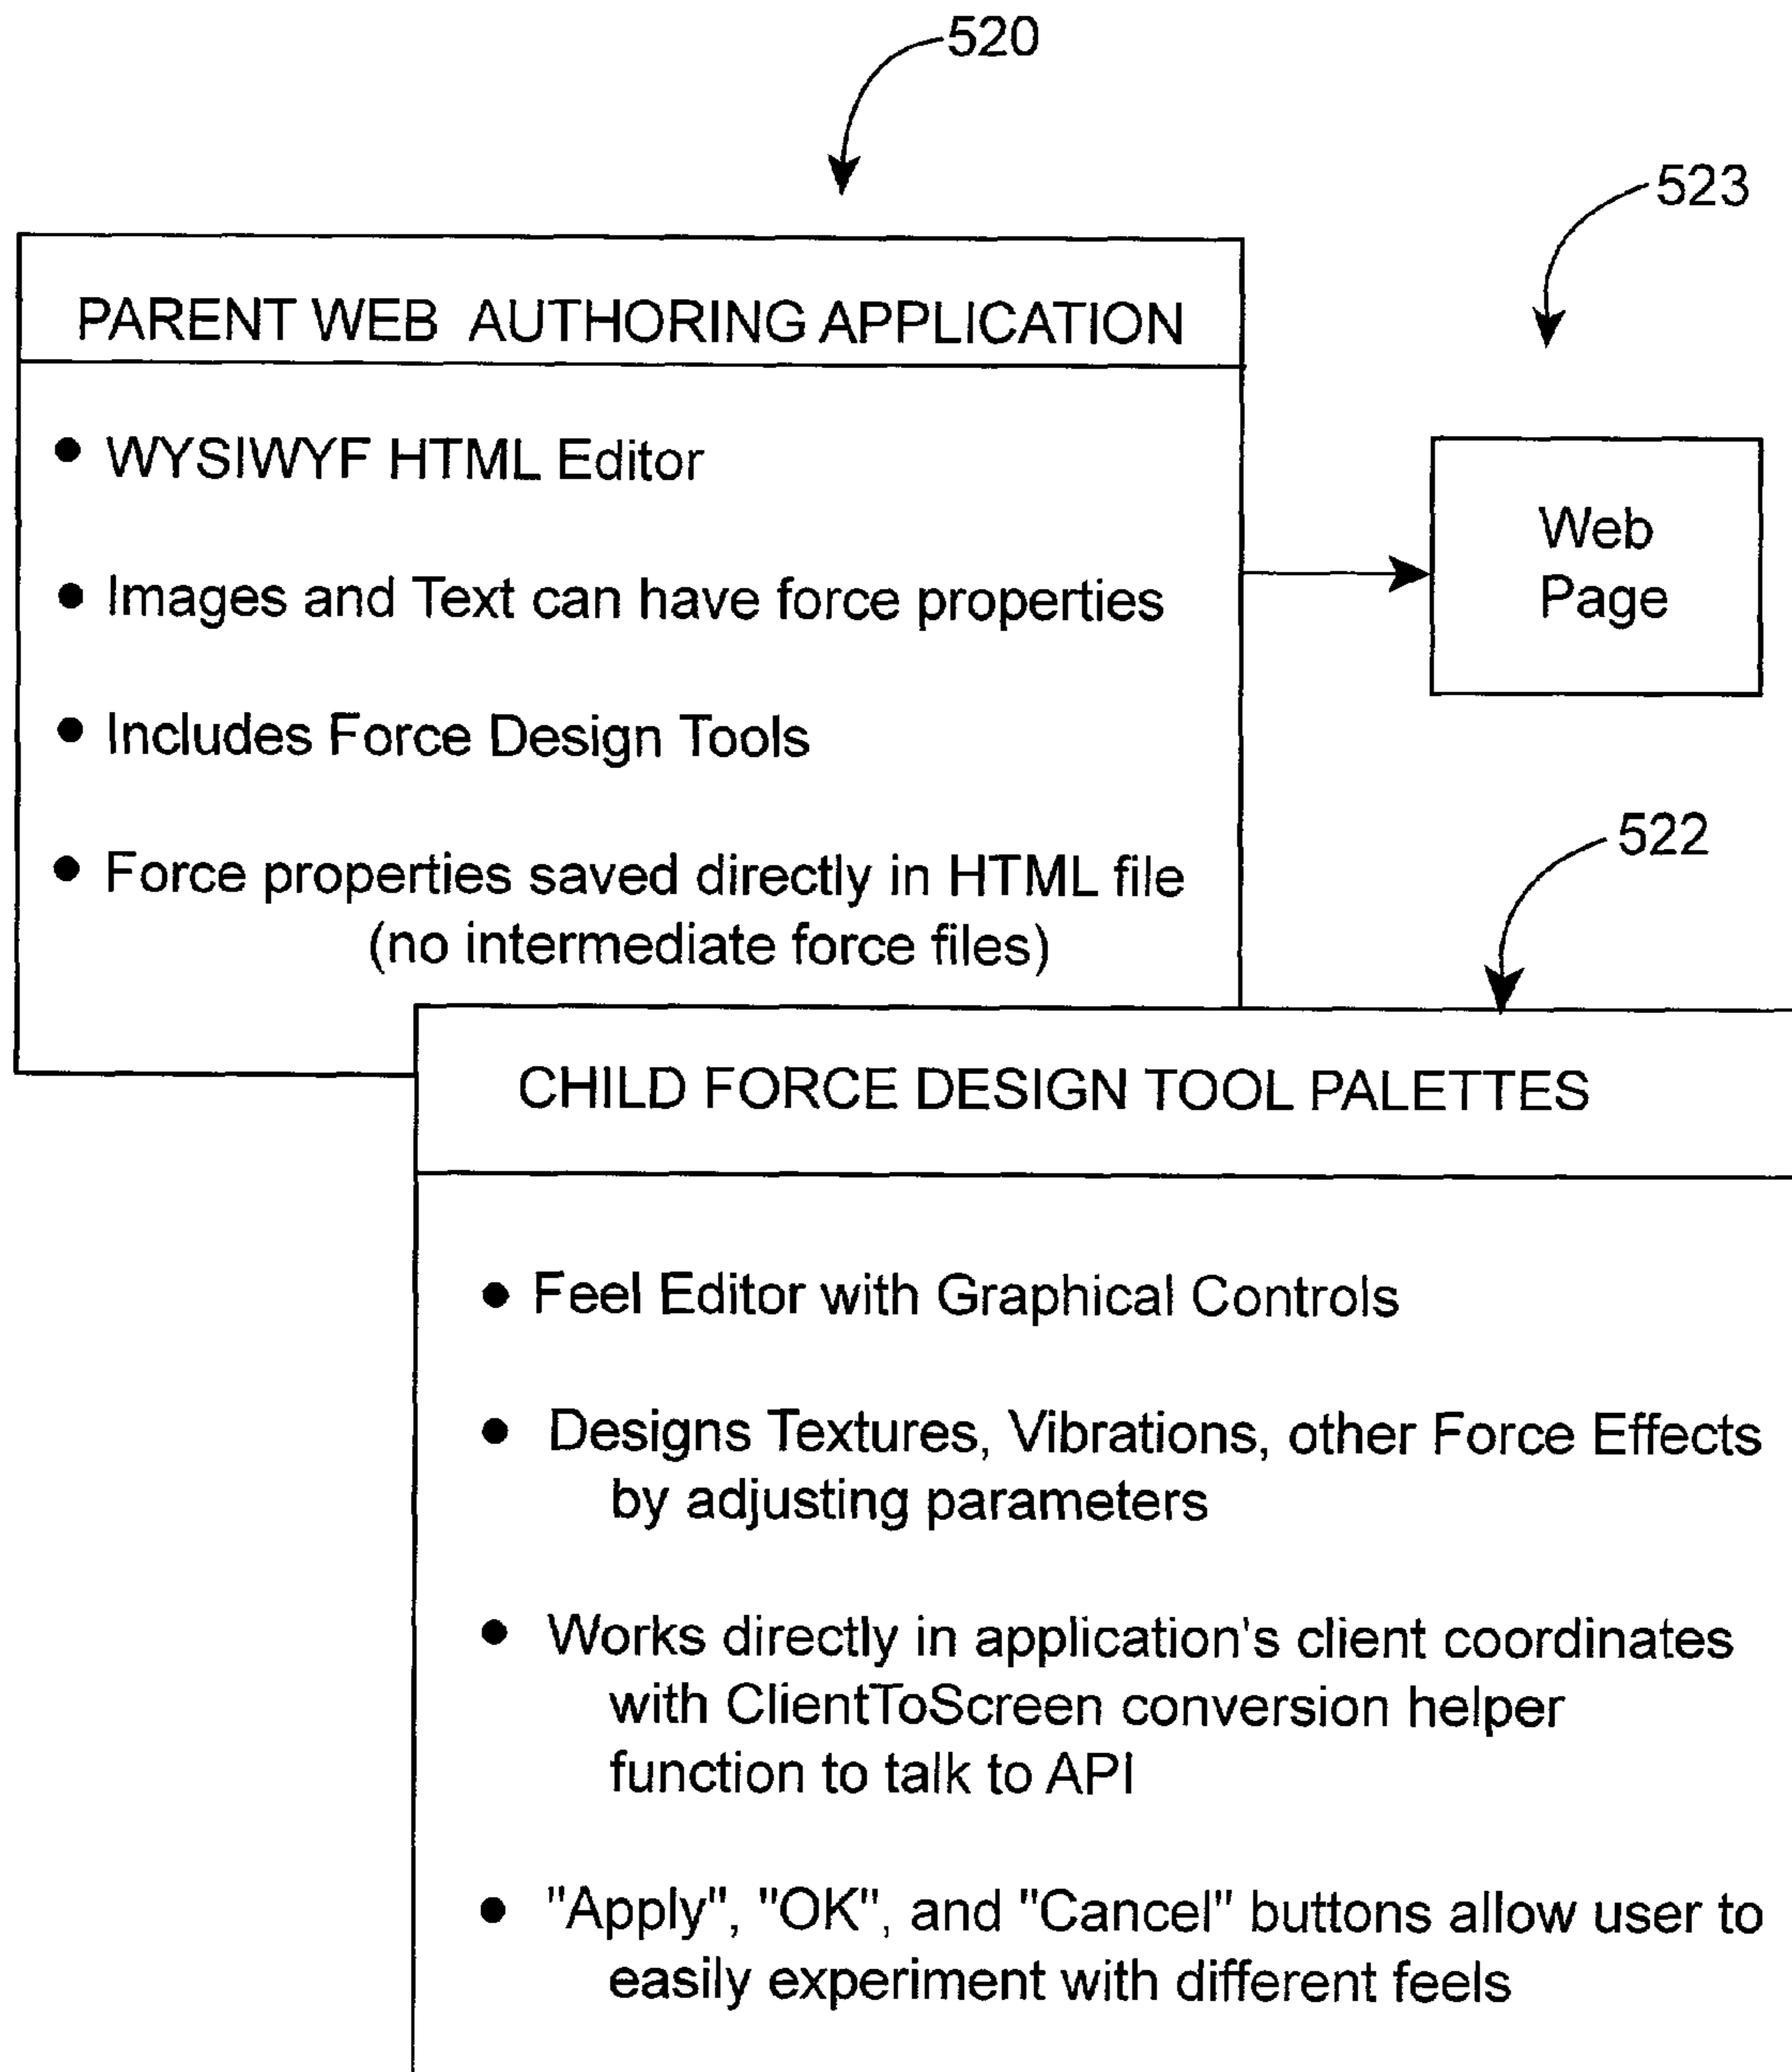 520
523
PARENT WEB AUTHORING APPLICATION
• WYSIWYF HTML Editor
• Images and Text can have force properties
• Includes Force Design Tools
• Force properties saved directly in HTML file
(no intermediate force files)
Web
Page
522
CHILD FORCE DESIGN TOOL PALETTES
• Feel Editor with Graphical Controls
• Designs Textures, Vibrations, other Force Effects
by adjusting parameters
• Works directly in application's client coordinates
with ClientToScreen conversion helper
function to talk to API
• "Apply", "OK", and "Cancel" buttons allow user to
easily experiment with different feels